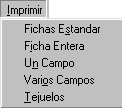 Imprimir
Fichas Estandar
Ficha Entera
Un Campo
Varios Campos
Tejuelos